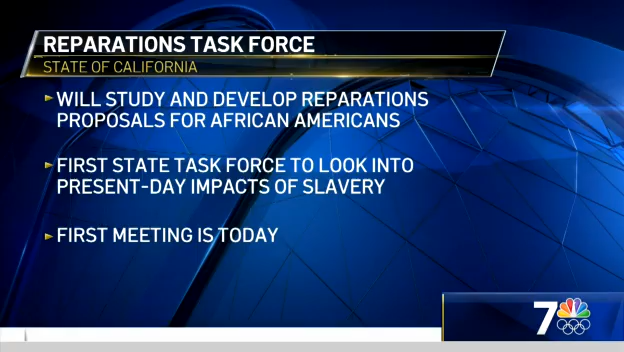 REPARATIONS TASK FORCE
STATE OF CALIFORNIA
WILL STUDY AND DEVELOP REPARATIONS
PROPOSALS FOR AFRICAN AMERICANS
FIRST STATE TASK FORCE TO LOOK INTO
PRESENT-DAY IMPACTS OF SLAVERY
FIRST MEETING IS TODAY
7